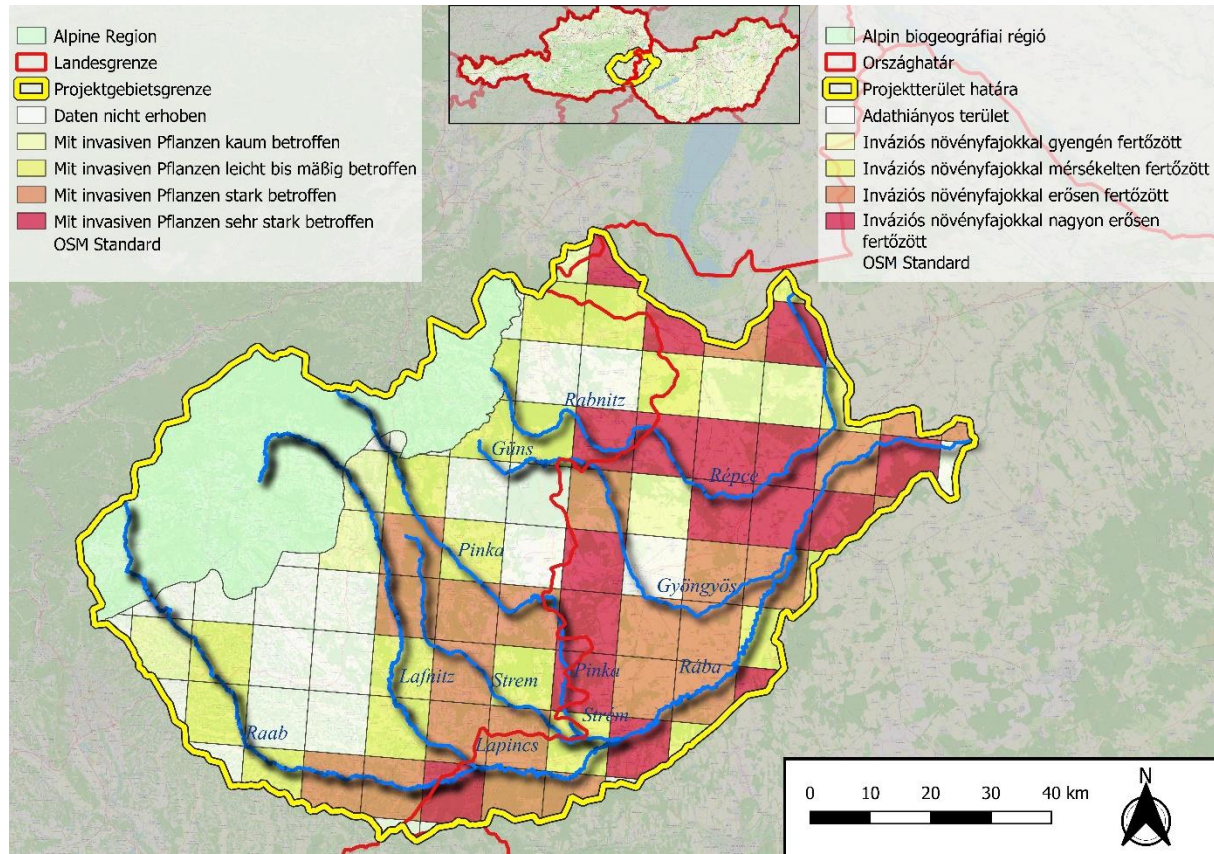 Alpine Region
Landesgrenze
Projektgebietsgrenze
Daten nicht erhoben
Mit invasiven Pflanzen kaum betroffen
Mit invasiven Pflanzen leicht bis mäßig betroffen
Mit invasiven Pflanzen stark betroffen
Mit invasiven Pflanzen sehr stark betroffen
OSM Standard
Alpin biogeográfiai régió
Országhatár
Projektterület határa
Adathiányos terület
Inváziós növényfajokkal gyengén fertőzött
Inváziós növényfajokkal mérsékelten fertőzött
Inváziós növényfajokkal erősen fertőzött
Inváziós növényfajokkal nagyon erősen
fertőzött
OSM Standard
Rabnitz
Güns
Répce
Pinka
Gyöngyös
Lafnitz
Strem
Pinka
Rába
Strém
Raab
Lapincs
N
0 10 20 30 40 km